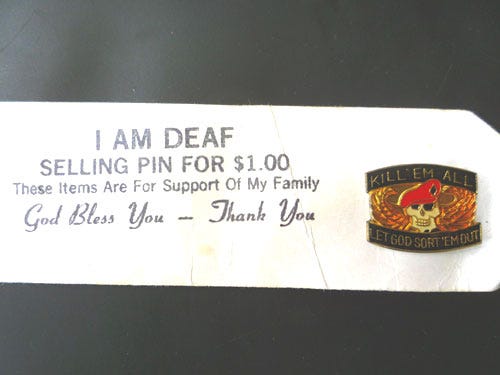 I AM DEAF
SELLING PIN FOR $1.00
These Items Are For Support Of My Family
God Bless You — Thank You
KILL 'EM ALL
LET GOD SORT 'EM OUT